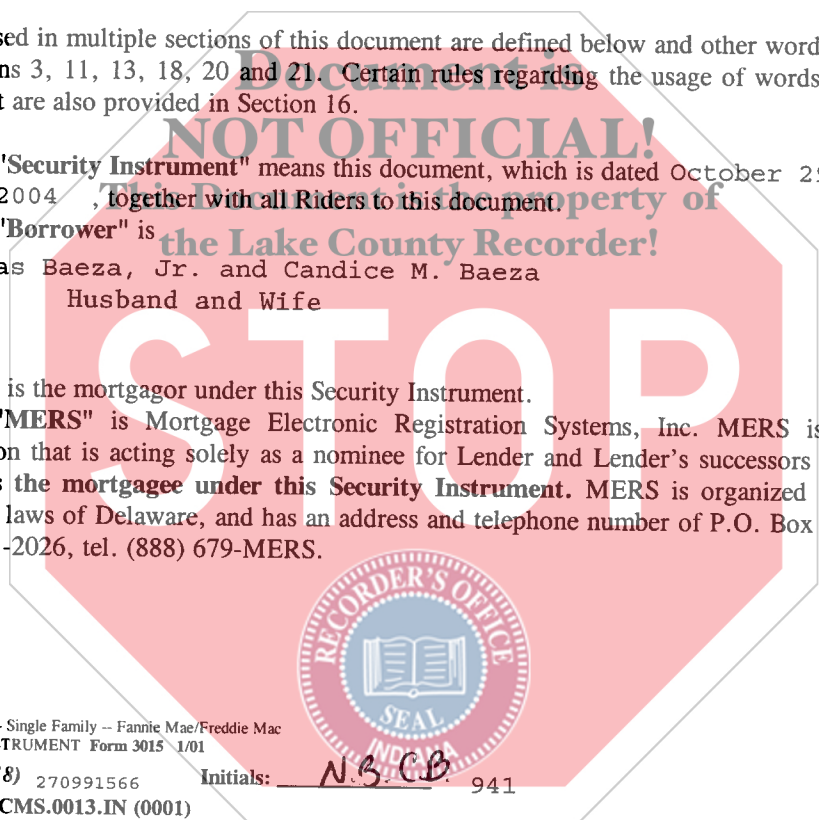 sed in multiple sections of this document are defined below and other word
ns 3, 11, 13, 18, 20 and 21. Certain rules regarding the usage of words
t are also provided in Section 16.
Document is
NOT OFFICIAL!
This Document is the property of
the Lake County Recorder!
"Security Instrument" means this document, which is dated October 2
2004 , together with all Riders to this document.
"Borrower" is
as Baeza, Jr. and Candice M. Baeza
Husband and Wife
STOP
is the mortgagor under this Security Instrument.
"MERS" is Mortgage Electronic Registration Systems, Inc. MERS is
on that is acting solely as a nominee for Lender and Lender's successors
s the mortgagee under this Security Instrument. MERS is organized
laws of Delaware, and has an address and telephone number of P.O. Box
-2026, tel. (888) 679-MERS.
RECORDER'S OFFICE
SEAL
INDIANA
- Single Family -- Fannie Mae/Freddie Mac
TRUMENT Form 3015 1/01
8) 270991566 Initials: N.B. C.B. 941
CMS.0013.IN (0001)